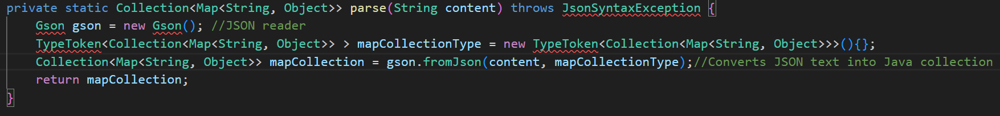 private static Collection<Map<String, Object>> parse(String content) throws JsonSyntaxException {
    Gson gson = new Gson(); //JSON reader
    TypeToken<Collection<Map<String, Object>> > mapCollectionType = new TypeToken<Collection<Map<String, Object>>>(){};
    Collection<Map<String, Object>> mapCollection = gson.fromJson(content, mapCollectionType);//Converts JSON text into Java collection
    return mapCollection;
}